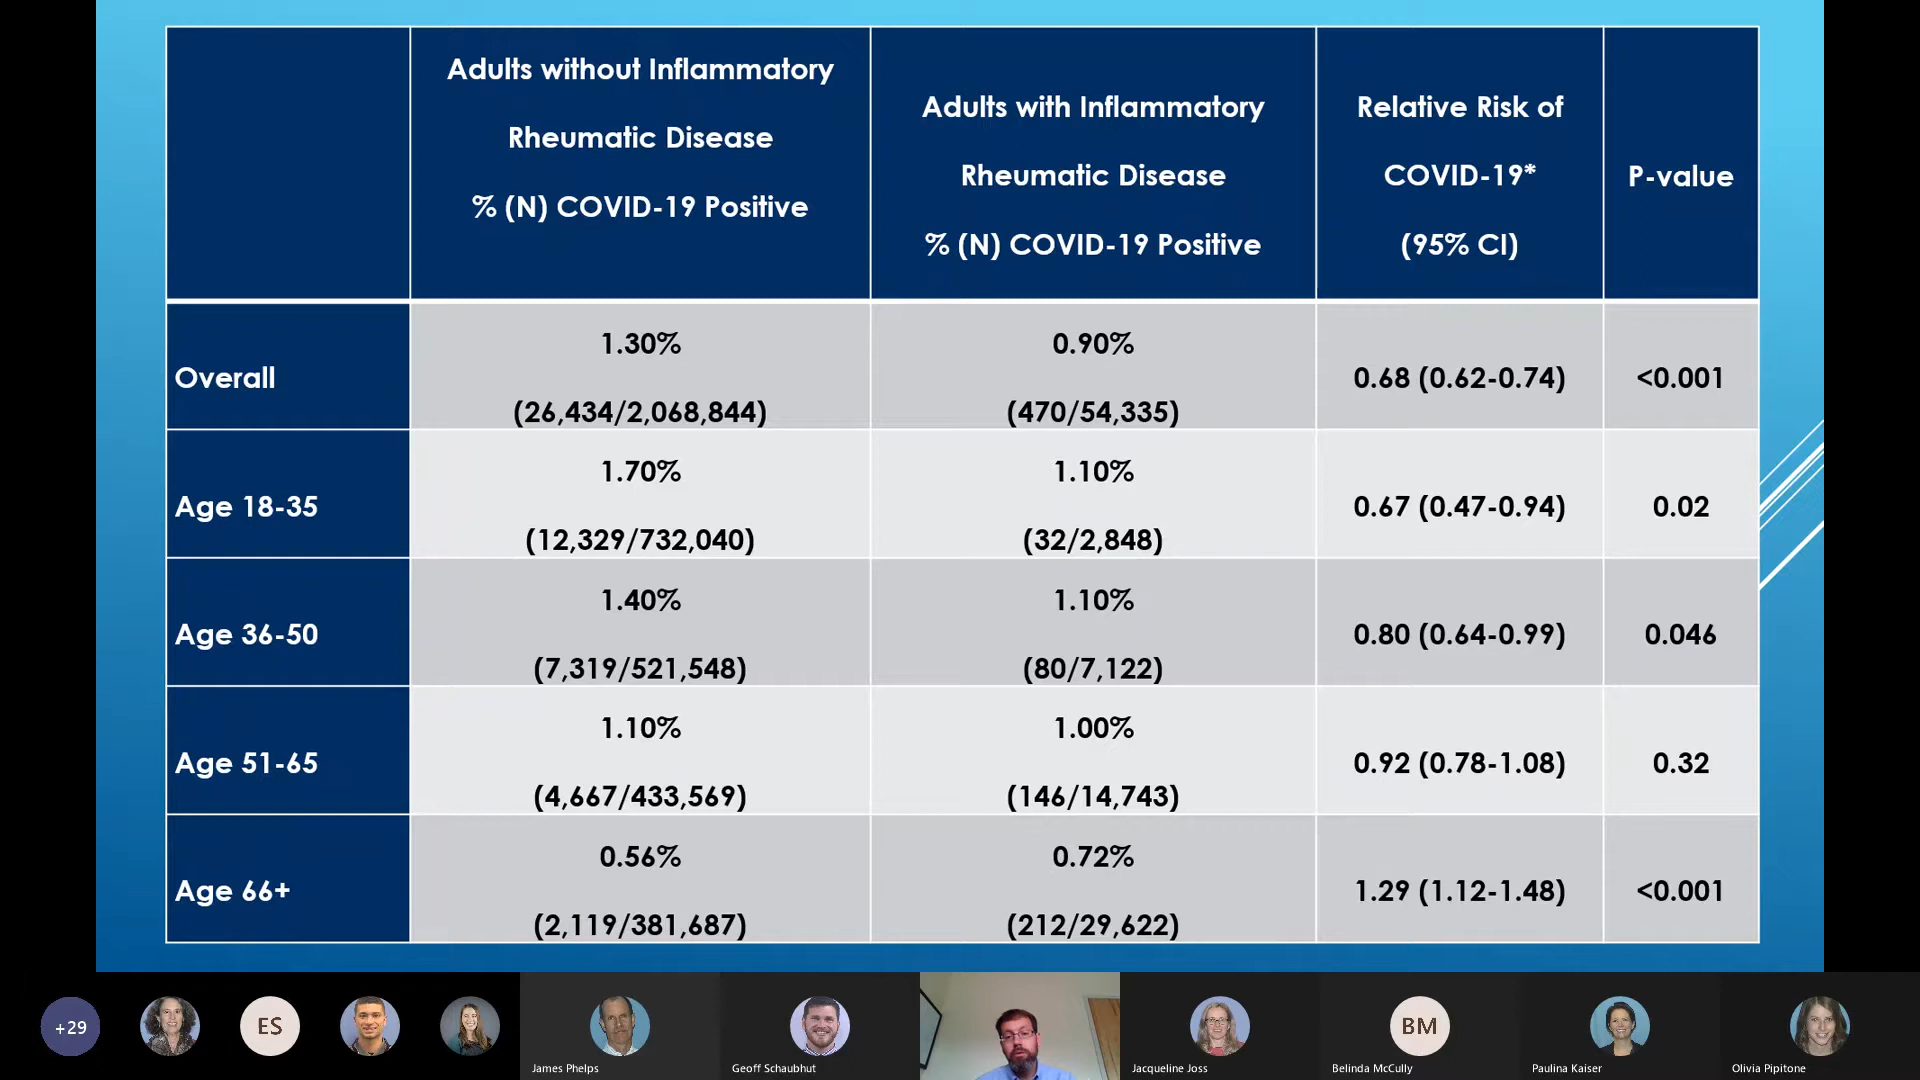 Adults without Inflammatory
Rheumatic Disease
% (N) COVID-19 Positive
Adults with Inflammatory
Rheumatic Disease
% (N) COVID-19 Positive
Relative Risk of
COVID-19*
(95% CI)
P-value
Overall
1.30%
(26,434/2,068,844)
0.90%
(470/54,335)
0.68 (0.62-0.74)
<0.001
Age 18-35
1.70%
(12,329/732,040)
1.10%
(32/2,848)
0.67 (0.47-0.94)
0.02
Age 36-50
1.40%
(7,319/521,548)
1.10%
(80/7,122)
0.80 (0.64-0.99)
0.046
Age 51-65
1.10%
(4,667/433,569)
1.00%
(146/14,743)
0.92 (0.78-1.08)
0.32
Age 66+
0.56%
(2,119/381,687)
0.72%
(212/29,622)
1.29 (1.12-1.48)
<0.001
+29
ES
James Phelps
Geoff Schaubhut
Jacqueline Joss
BM
Belinda McCully
Paulina Kaiser
Olivia Pipitone